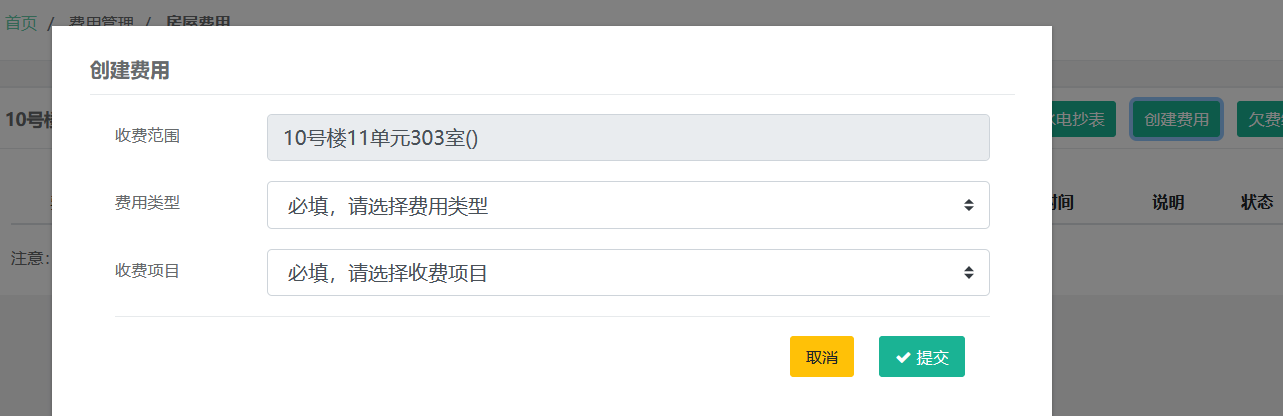 首页 / 费用管理 / 房屋费用
创建费用
10号楼
水电抄表
创建费用
欠费
收费范围
10号楼11单元303室()
费用类型
必填，请选择费用类型
时间
说明
状态
注意：
收费项目
必填，请选择收费项目
取消
提交